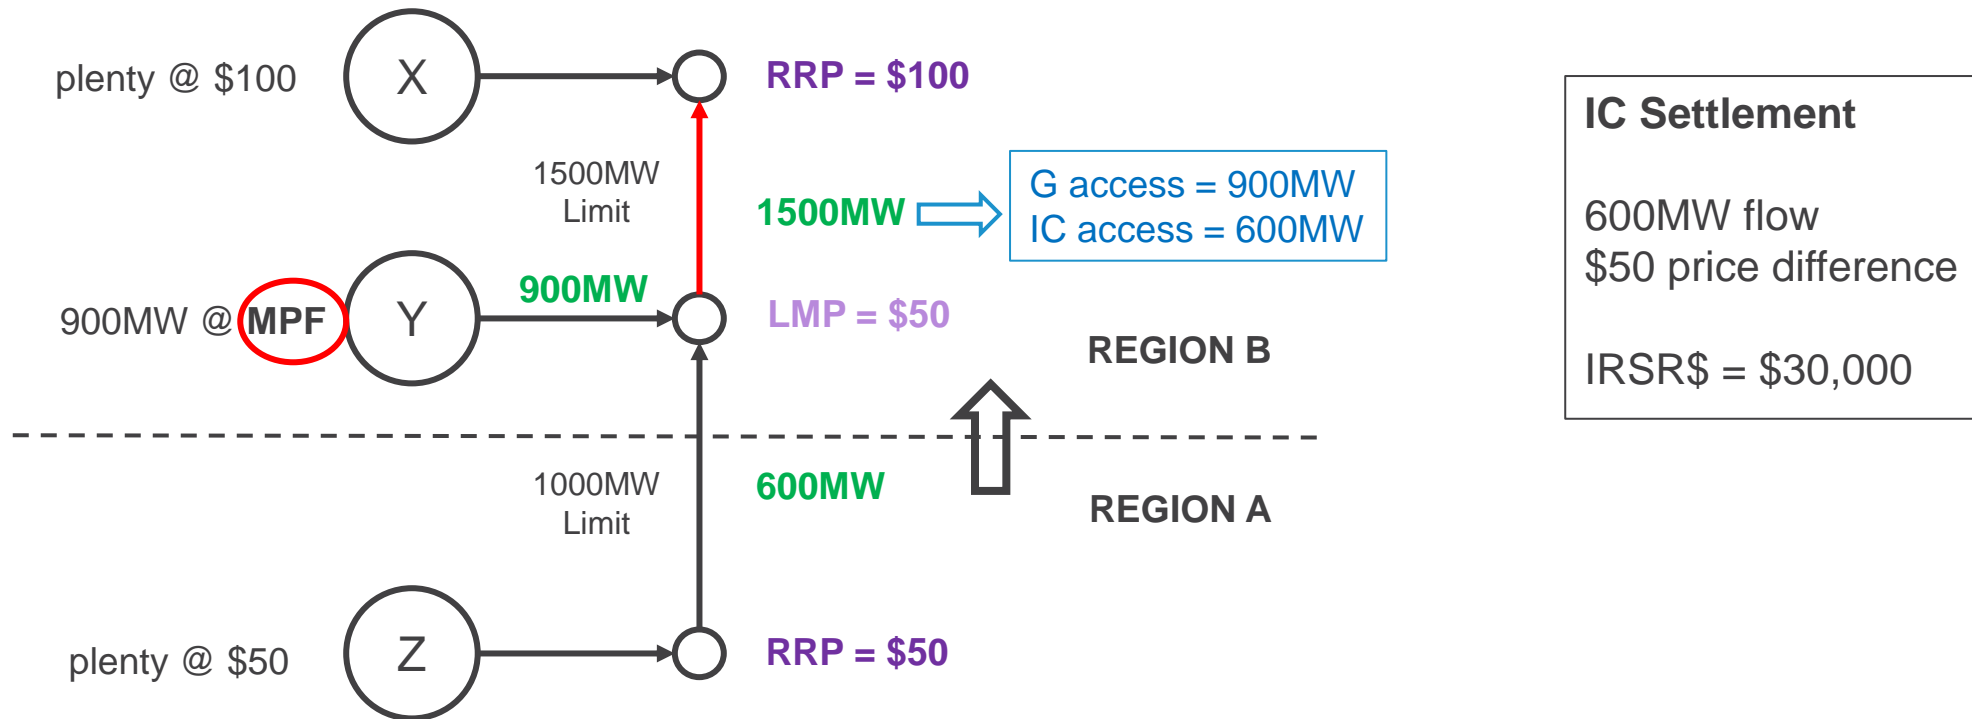 plenty @ $100
X
RRP = $100
1500MW
Limit
1500MW
G access = 900MW
IC access = 600MW
900MW @ MPF
Y
900MW
LMP = $50
REGION B
1000MW
Limit
600MW
REGION A
plenty @ $50
Z
RRP = $50
IC Settlement
600MW flow
$50 price difference
IRSR$ = $30,000